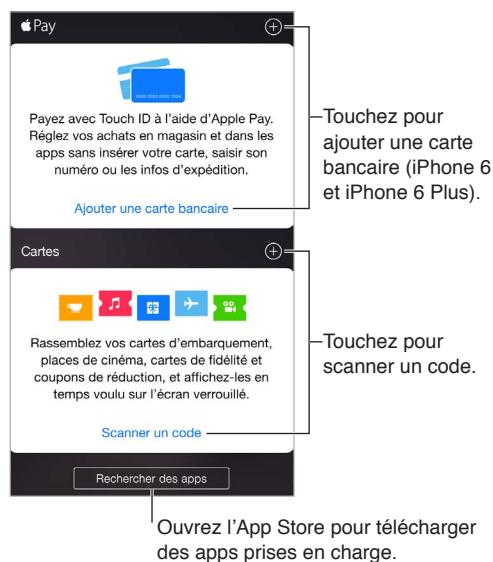 Pay
Payez avec Touch ID à l’aide d’Apple Pay.
Réglez vos achats en magasin et dans les
apps sans insérer votre carte, saisir son
numéro ou les infos d’expédition.
Ajouter une carte bancaire
Touchez pour
ajouter une carte
bancaire (iPhone 6
et iPhone 6 Plus).
Cartes
Rassemblez vos cartes d’embarquement,
places de cinéma, cartes de fidélité et
coupons de réduction, et affichez-les en
temps voulu sur l’écran verrouillé.
Scanner un code
Touchez pour
scanner un code.
Rechercher des apps
Ouvrez l’App Store pour télécharger
des apps prises en charge.